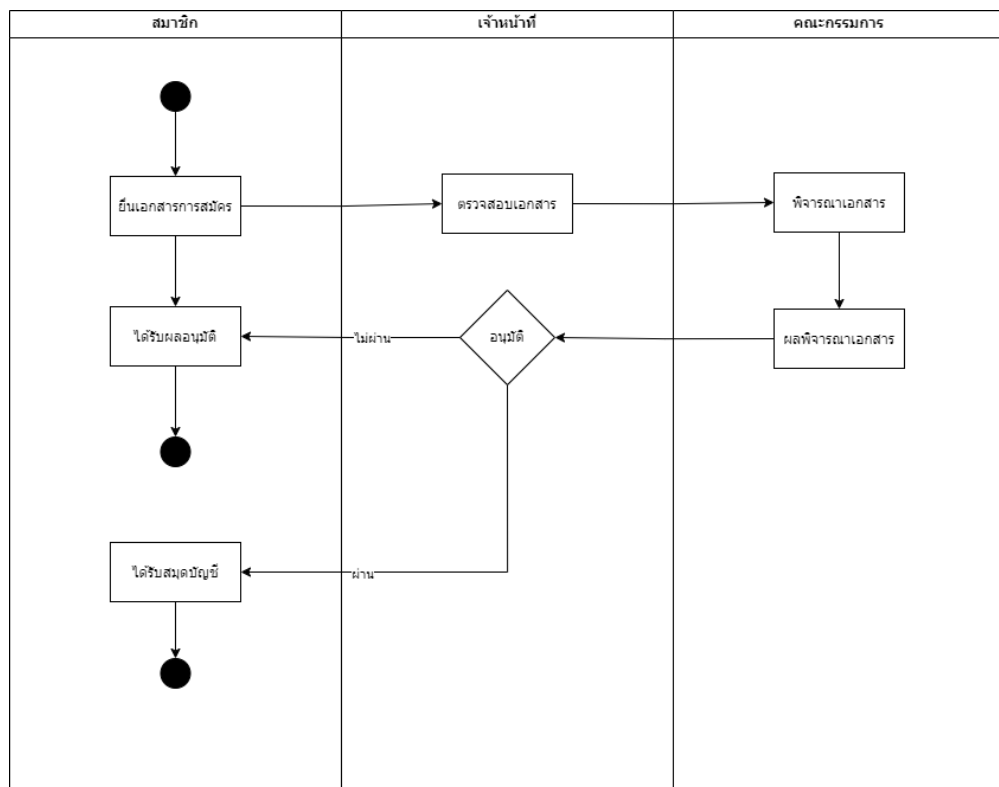 สมาชิก
เจ้าหน้าที่
คณะกรรมการ
ยื่นเอกสารการสมัคร
ตรวจสอบเอกสาร
พิจารณาเอกสาร
ได้รับผลอนุมัติ
ไม่ผ่าน
อนุมัติ
ผลพิจารณาเอกสาร
ได้รับสมุดบัญชี
ผ่าน